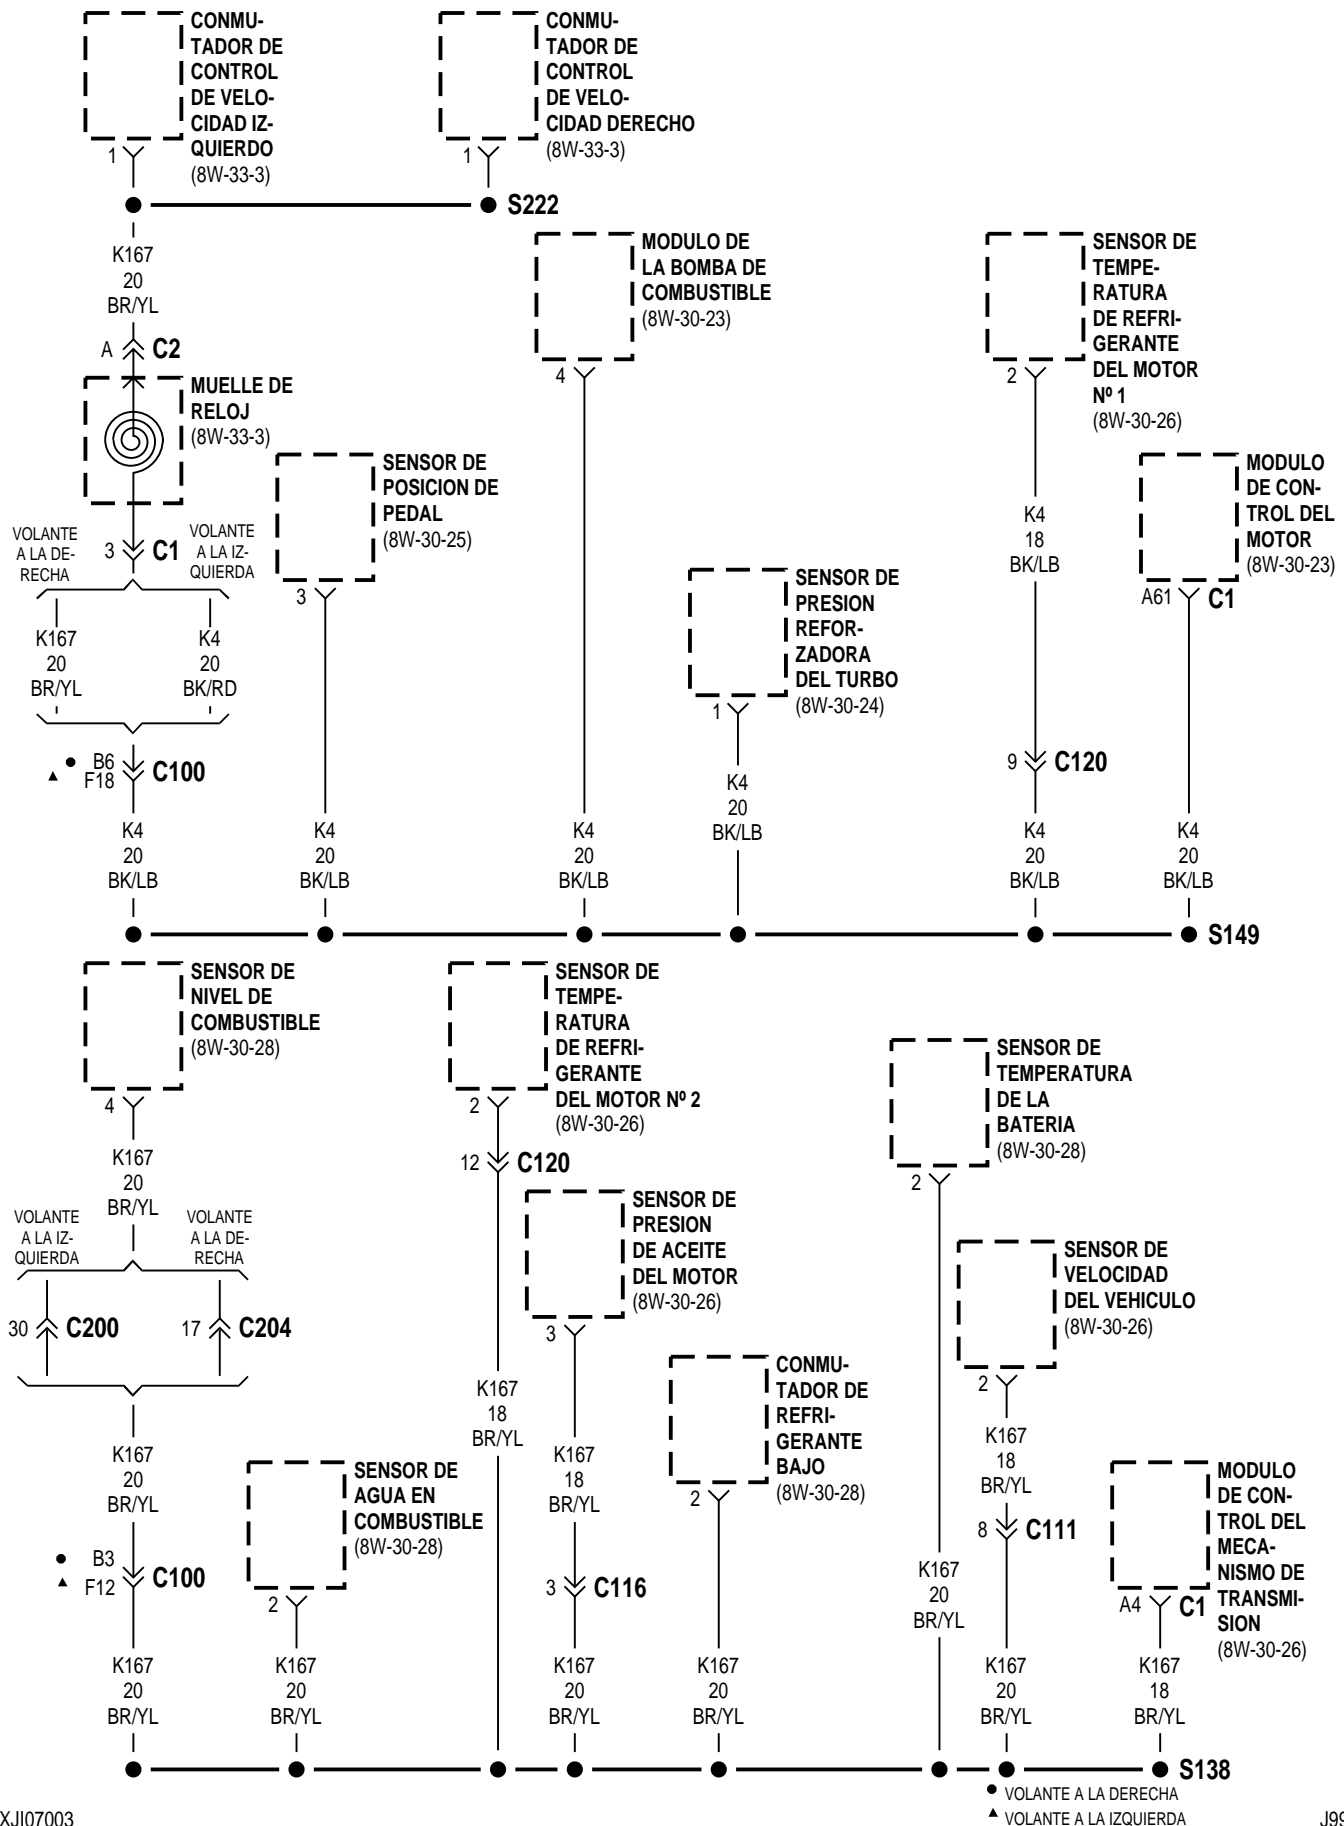 CONMU-
TADOR DE
CONTROL
DE VELO-
CIDAD IZ-
QUIERDO
(8W-33-3)
1
CONMU-
TADOR DE
CONTROL
DE VELO-
CIDAD DERECHO
(8W-33-3)
1
S222
K167
20
BR/YL
A
C2
MUELLE DE
RELOJ
(8W-33-3)
3
C1
VOLANTE
A LA DE-
RECHA
VOLANTE
A LA IZ-
QUIERDA
K167
20
BR/YL
K4
20
BK/RD
B6
F18
C100
K4
20
BK/LB
SENSOR DE
POSICION DE
PEDAL
(8W-30-25)
3
K4
20
BK/LB
MODULO DE
LA BOMBA DE
COMBUSTIBLE
(8W-30-23)
4
K4
20
BK/LB
SENSOR DE
PRESION
REFOR-
ZADORA
DEL TURBO
(8W-30-24)
1
K4
20
BK/LB
SENSOR DE
TEMPE-
RATURA
DE REFRI-
GERANTE
DEL MOTOR
Nº 1
(8W-30-26)
2
K4
18
BK/LB
9
C120
K4
20
BK/LB
MODULO
DE CON-
TROL DEL
MOTOR
(8W-30-23)
A61
C1
K4
20
BK/LB
S149
SENSOR DE
NIVEL DE
COMBUSTIBLE
(8W-30-28)
4
K167
20
BR/YL
VOLANTE
A LA IZ-
QUIERDA
VOLANTE
A LA DE-
RECHA
30
C200
17
C204
K167
20
BR/YL
B3
F12
C100
K167
20
BR/YL
SENSOR DE
AGUA EN
COMBUSTIBLE
(8W-30-28)
2
K167
20
BR/YL
SENSOR DE
TEMPE-
RATURA
DE REFRI-
GERANTE
DEL MOTOR Nº 2
(8W-30-26)
2
12
C120
K167
18
BR/YL
SENSOR DE
PRESION
DE ACEITE
DEL MOTOR
(8W-30-26)
3
K167
18
BR/YL
3
C116
K167
20
BR/YL
CONMU-
TADOR DE
REFRI-
GERANTE
BAJO
(8W-30-28)
2
K167
20
BR/YL
SENSOR DE
TEMPERATURA
DE LA
BATERIA
(8W-30-28)
2
K167
20
BR/YL
SENSOR DE
VELOCIDAD
DEL VEHICULO
(8W-30-26)
2
K167
18
BR/YL
8
C111
K167
20
BR/YL
MODULO
DE CON-
TROL DEL
MECA-
NISMO DE
TRANSMI-
SION
(8W-30-26)
A4
C1
K167
18
BR/YL
S138
● VOLANTE A LA DERECHA
▲ VOLANTE A LA IZQUIERDA
XJI07003
J99